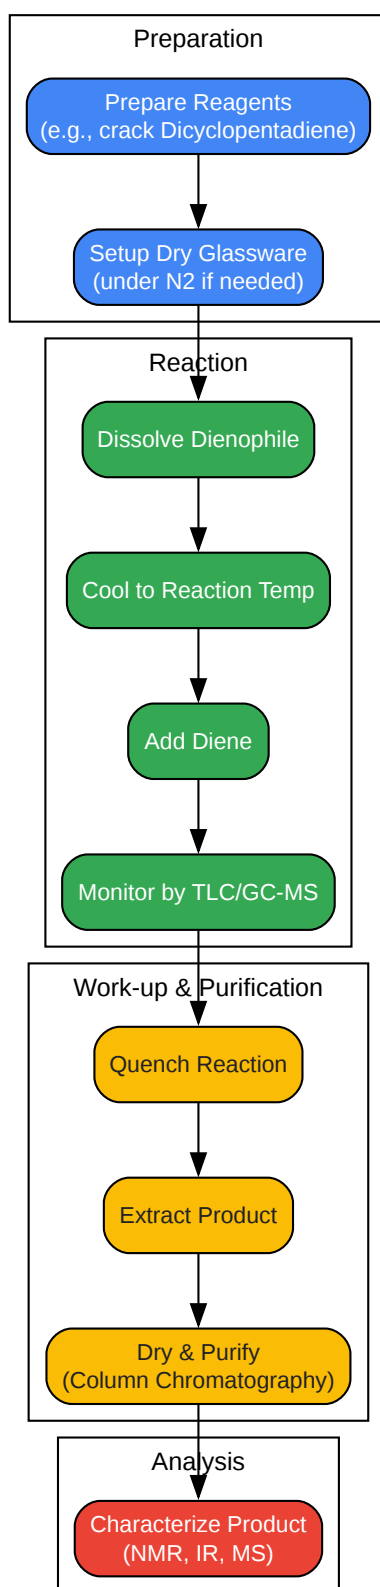 Preparation
Prepare Reagents
(e.g., crack Dicyclopentadiene)
Setup Dry Glassware
(under N2 if needed)
Reaction
Dissolve Dienophile
Cool to Reaction Temp
Add Diene
Monitor by TLC/GC-MS
Work-up & Purification
Quench Reaction
Extract Product
Dry & Purify
(Column Chromatography)
Analysis
Characterize Product
(NMR, IR, MS)